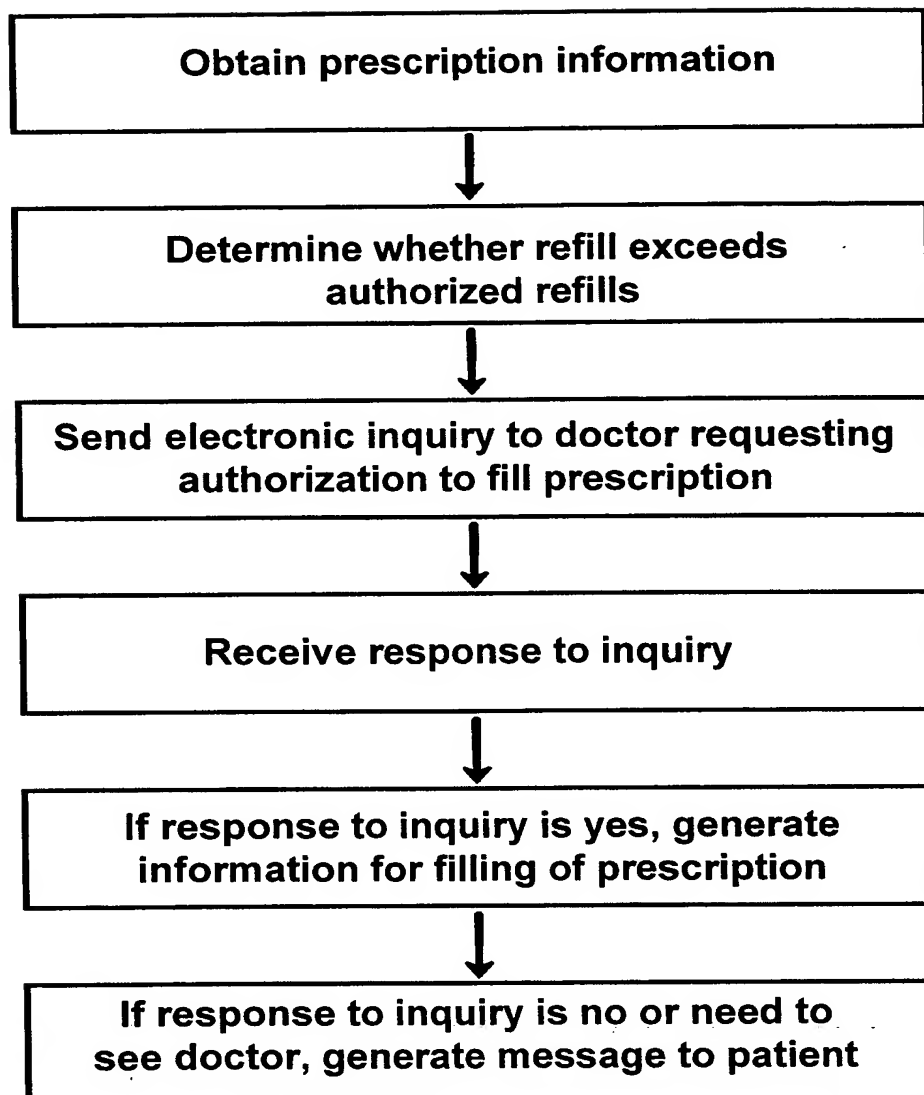 Obtain prescription information
Determine whether refill exceeds
authorized refills
Send electronic inquiry to doctor requesting
authorization to fill prescription
Receive response to inquiry
If response to inquiry is yes, generate
information for filling of prescription
If response to inquiry is no or need to
see doctor, generate message to patient